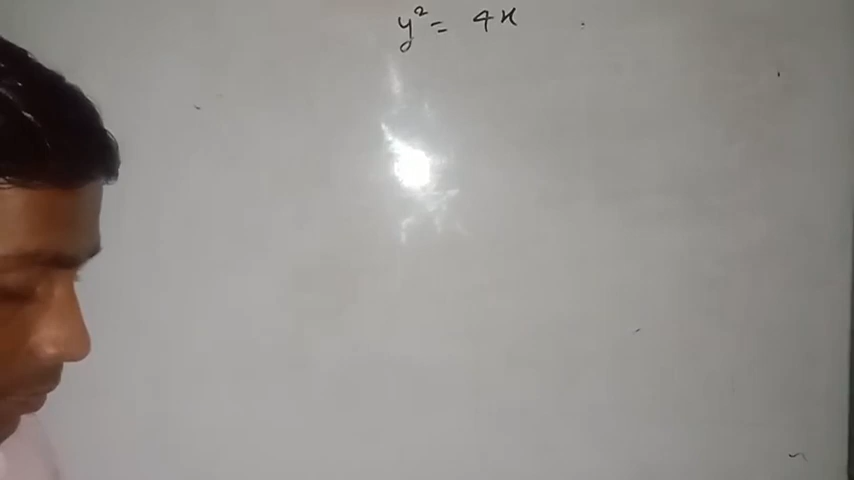 y² = 4x